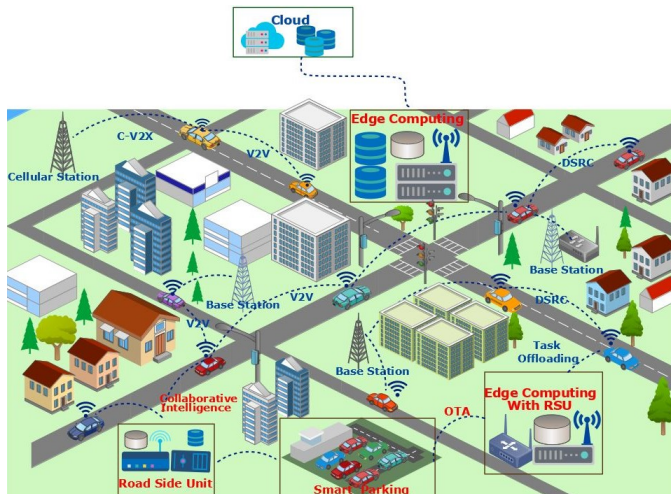 Cloud
Edge Computing
C-V2X
V2V
DSRC
Cellular Station
Base Station
V2V
Base Station
DSRC
V2V
Task
Offloading
Base Station
Collaborative
Intelligence
OTA
Edge Computing
With RSU
Road Side Unit
Smart Parking